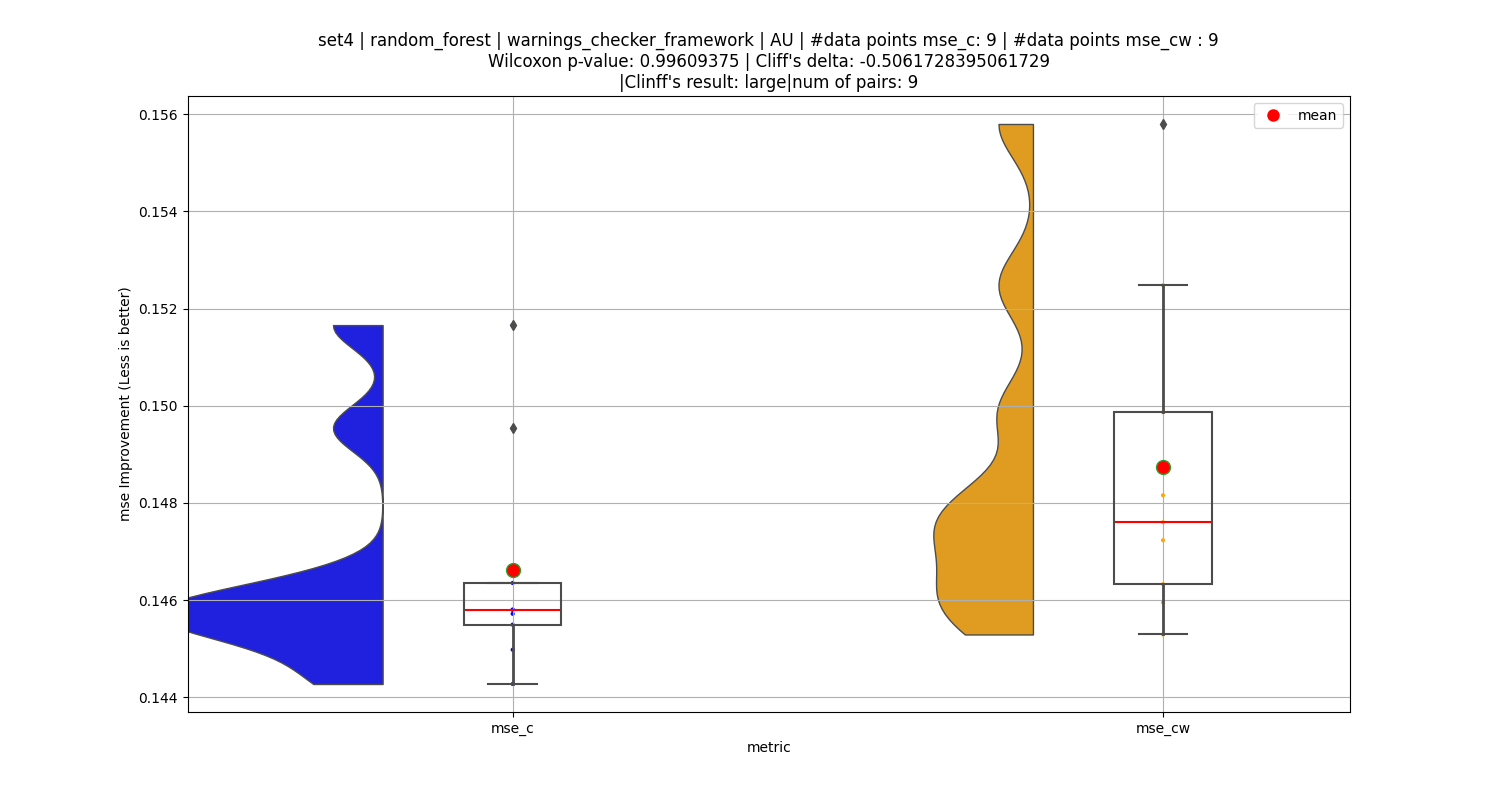 set4 | random_forest | warnings_checker_framework | AU | #data points mse_c: 9 | #data points mse_cw : 9
Wilcoxon p-value: 0.99609375 | Cliff's delta: -0.5061728395061729
|Clinff's result: large|num of pairs: 9
mean
0.156
0.154
0.152
0.150
0.148
0.146
0.144
mse Improvement (Less is better)
mse_c
mse_cw
metric